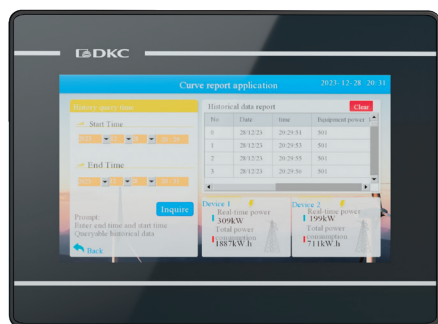 DKC
Curve report application
2023-12-28 20:31
History query time
Start Time
End Time
Inquire
Prompt:
Enter end time and start time
Queryable historical data
Back
Historical data report
Clear
No Date time Equipment power
0 28/12/23 20:29:51 501
1 28/12/23 20:29:53 501
2 28/12/23 20:29:55 501
3 28/12/23 20:29:56 501
Device 1
Real-time power
309kW
Total power
consumption
1887kW.h
Device 2
Real-time power
199kW
Total power
consumption
711kW.h